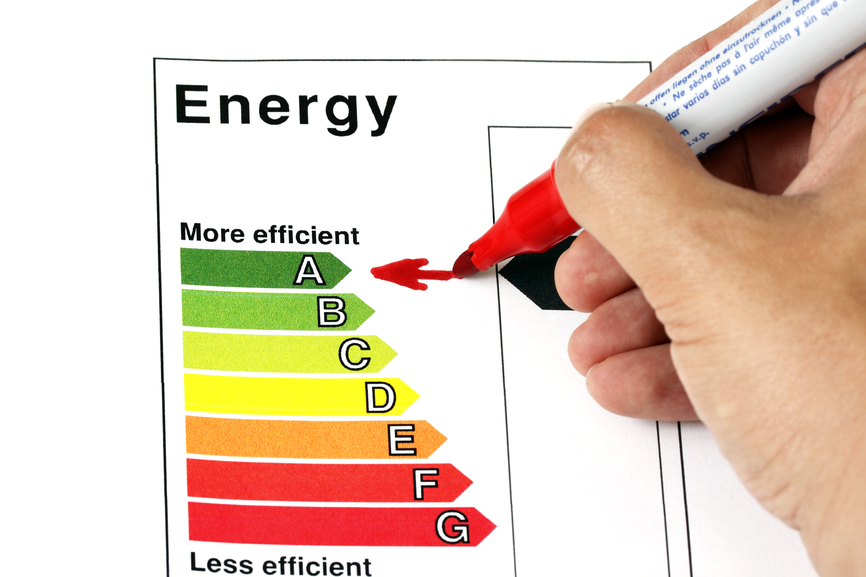 Energy
More efficient
A
B
C
D
E
F
G
Less efficient
offen liegen ohne einzutrocknen •
• Ne sèche pas à l'air même après
star varios días sin capuchón y sin que